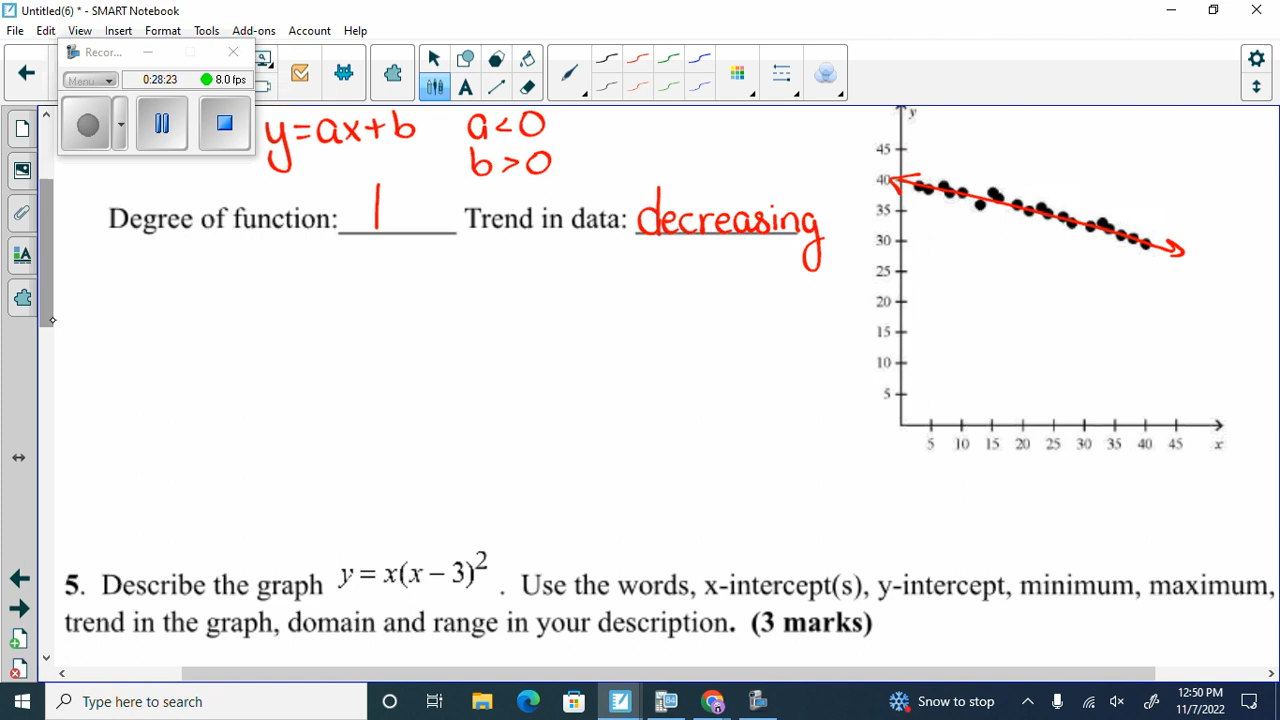 Untitled(6) * - SMART Notebook
File Edit View Insert Format Tools Add-ons Account Help
Recor...
Menu 0:28:23 8.0 fps
y=ax+b a<0
b>0
Degree of function: 1 Trend in data: decreasing
y
45
40
35
30
25
20
15
10
5
5 10 15 20 25 30 35 40 45 x
5. Describe the graph y = x(x − 3)². Use the words, x-intercept(s), y-intercept, minimum, maximum,
trend in the graph, domain and range in your description. (3 marks)
Type here to search
Snow to stop
12:50 PM
11/7/2022